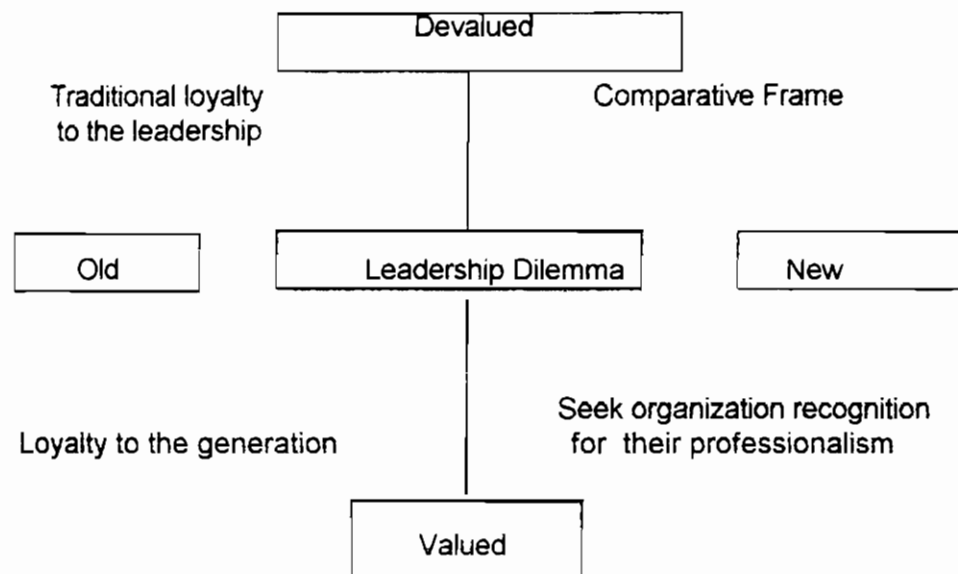 Devalued
Traditional loyalty
to the leadership
Comparative Frame
Old
Leadership Dilemma
New
Loyalty to the generation
Seek organization recognition
for their professionalism
Valued